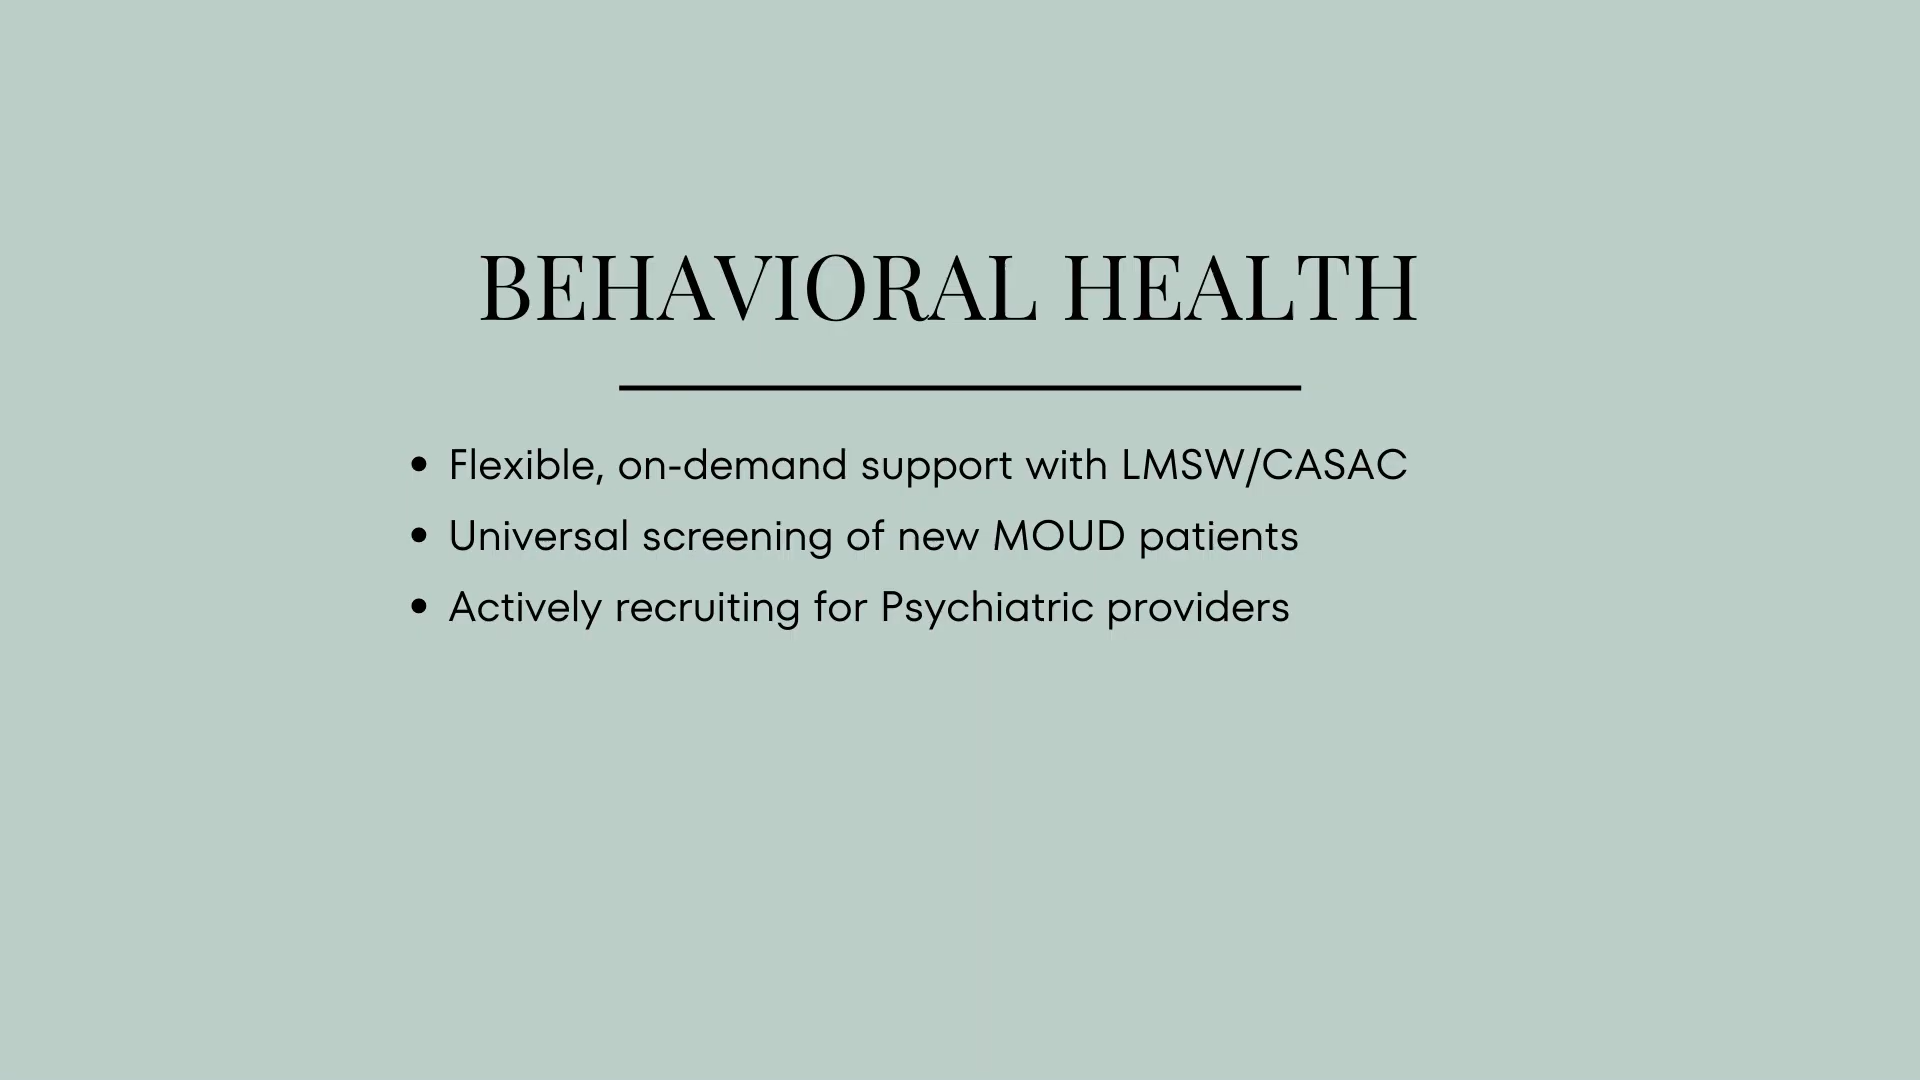 BEHAVIORAL HEALTH
• Flexible, on-demand support with LMSW/CASAC
• Universal screening of new MOUD patients
• Actively recruiting for Psychiatric providers